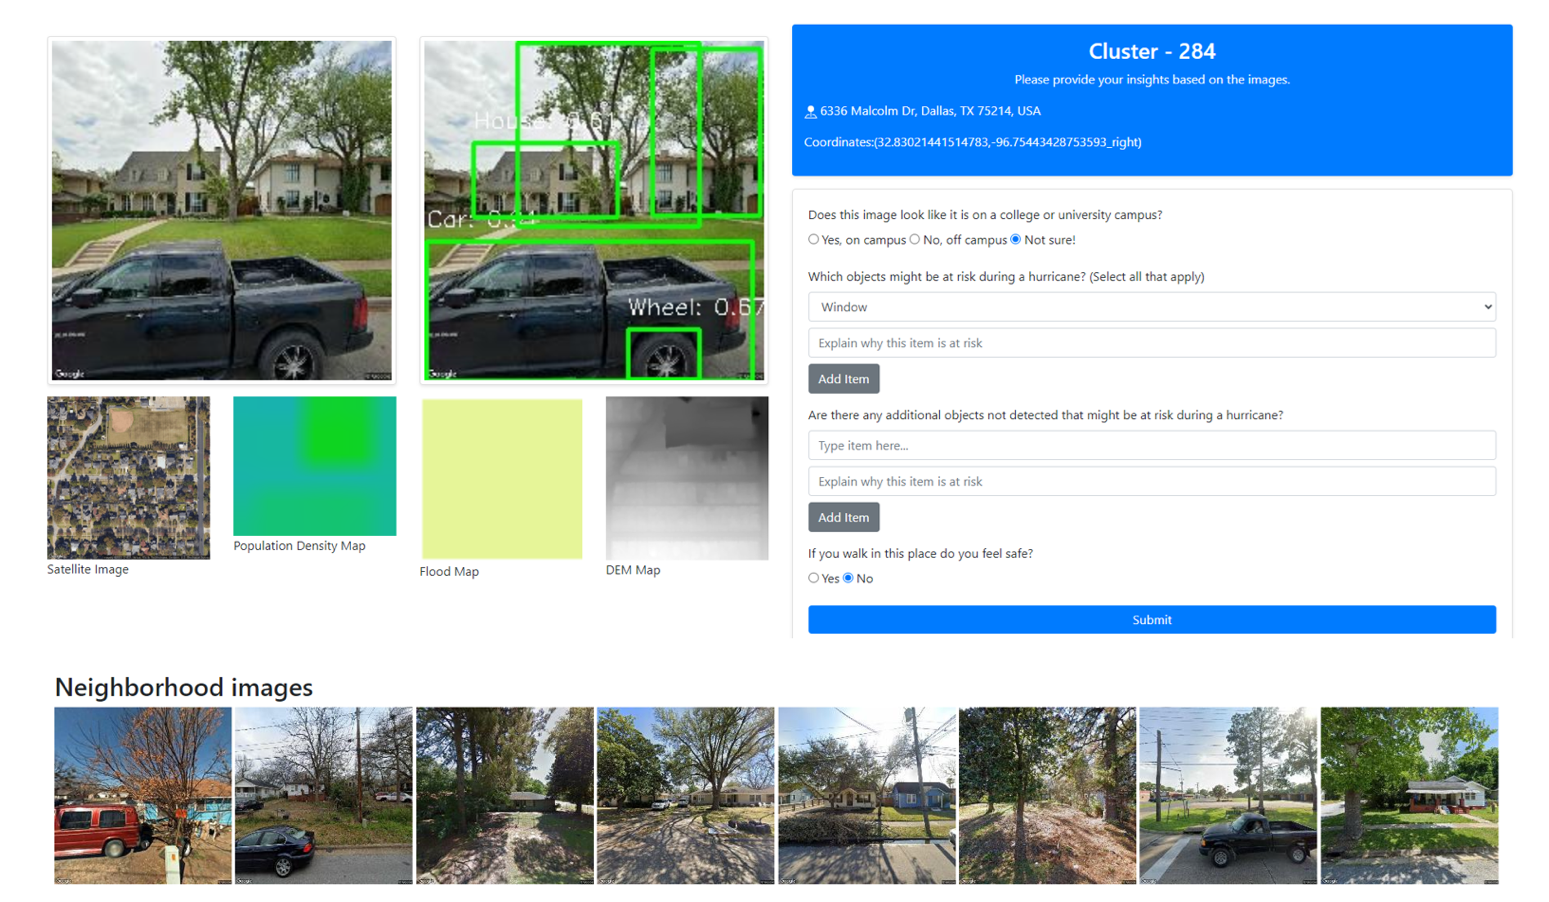 Cluster - 284
Please provide your insights based on the images.
6336 Malcolm Dr, Dallas, TX 75214, USA
Coordinates:(32.83021441514783,-96.75443428753593_right)
House: 0.61
Car: 0.94
Wheel: 0.67
Google
Google
Satellite Image
Population Density Map
Flood Map
DEM Map
Does this image look like it is on a college or university campus?
Yes, on campus No, off campus Not sure!
Which objects might be at risk during a hurricane? (Select all that apply)
Window
Explain why this item is at risk
Add Item
Are there any additional objects not detected that might be at risk during a hurricane?
Type item here...
Explain why this item is at risk
Add Item
If you walk in this place do you feel safe?
Yes No
Submit
Neighborhood images